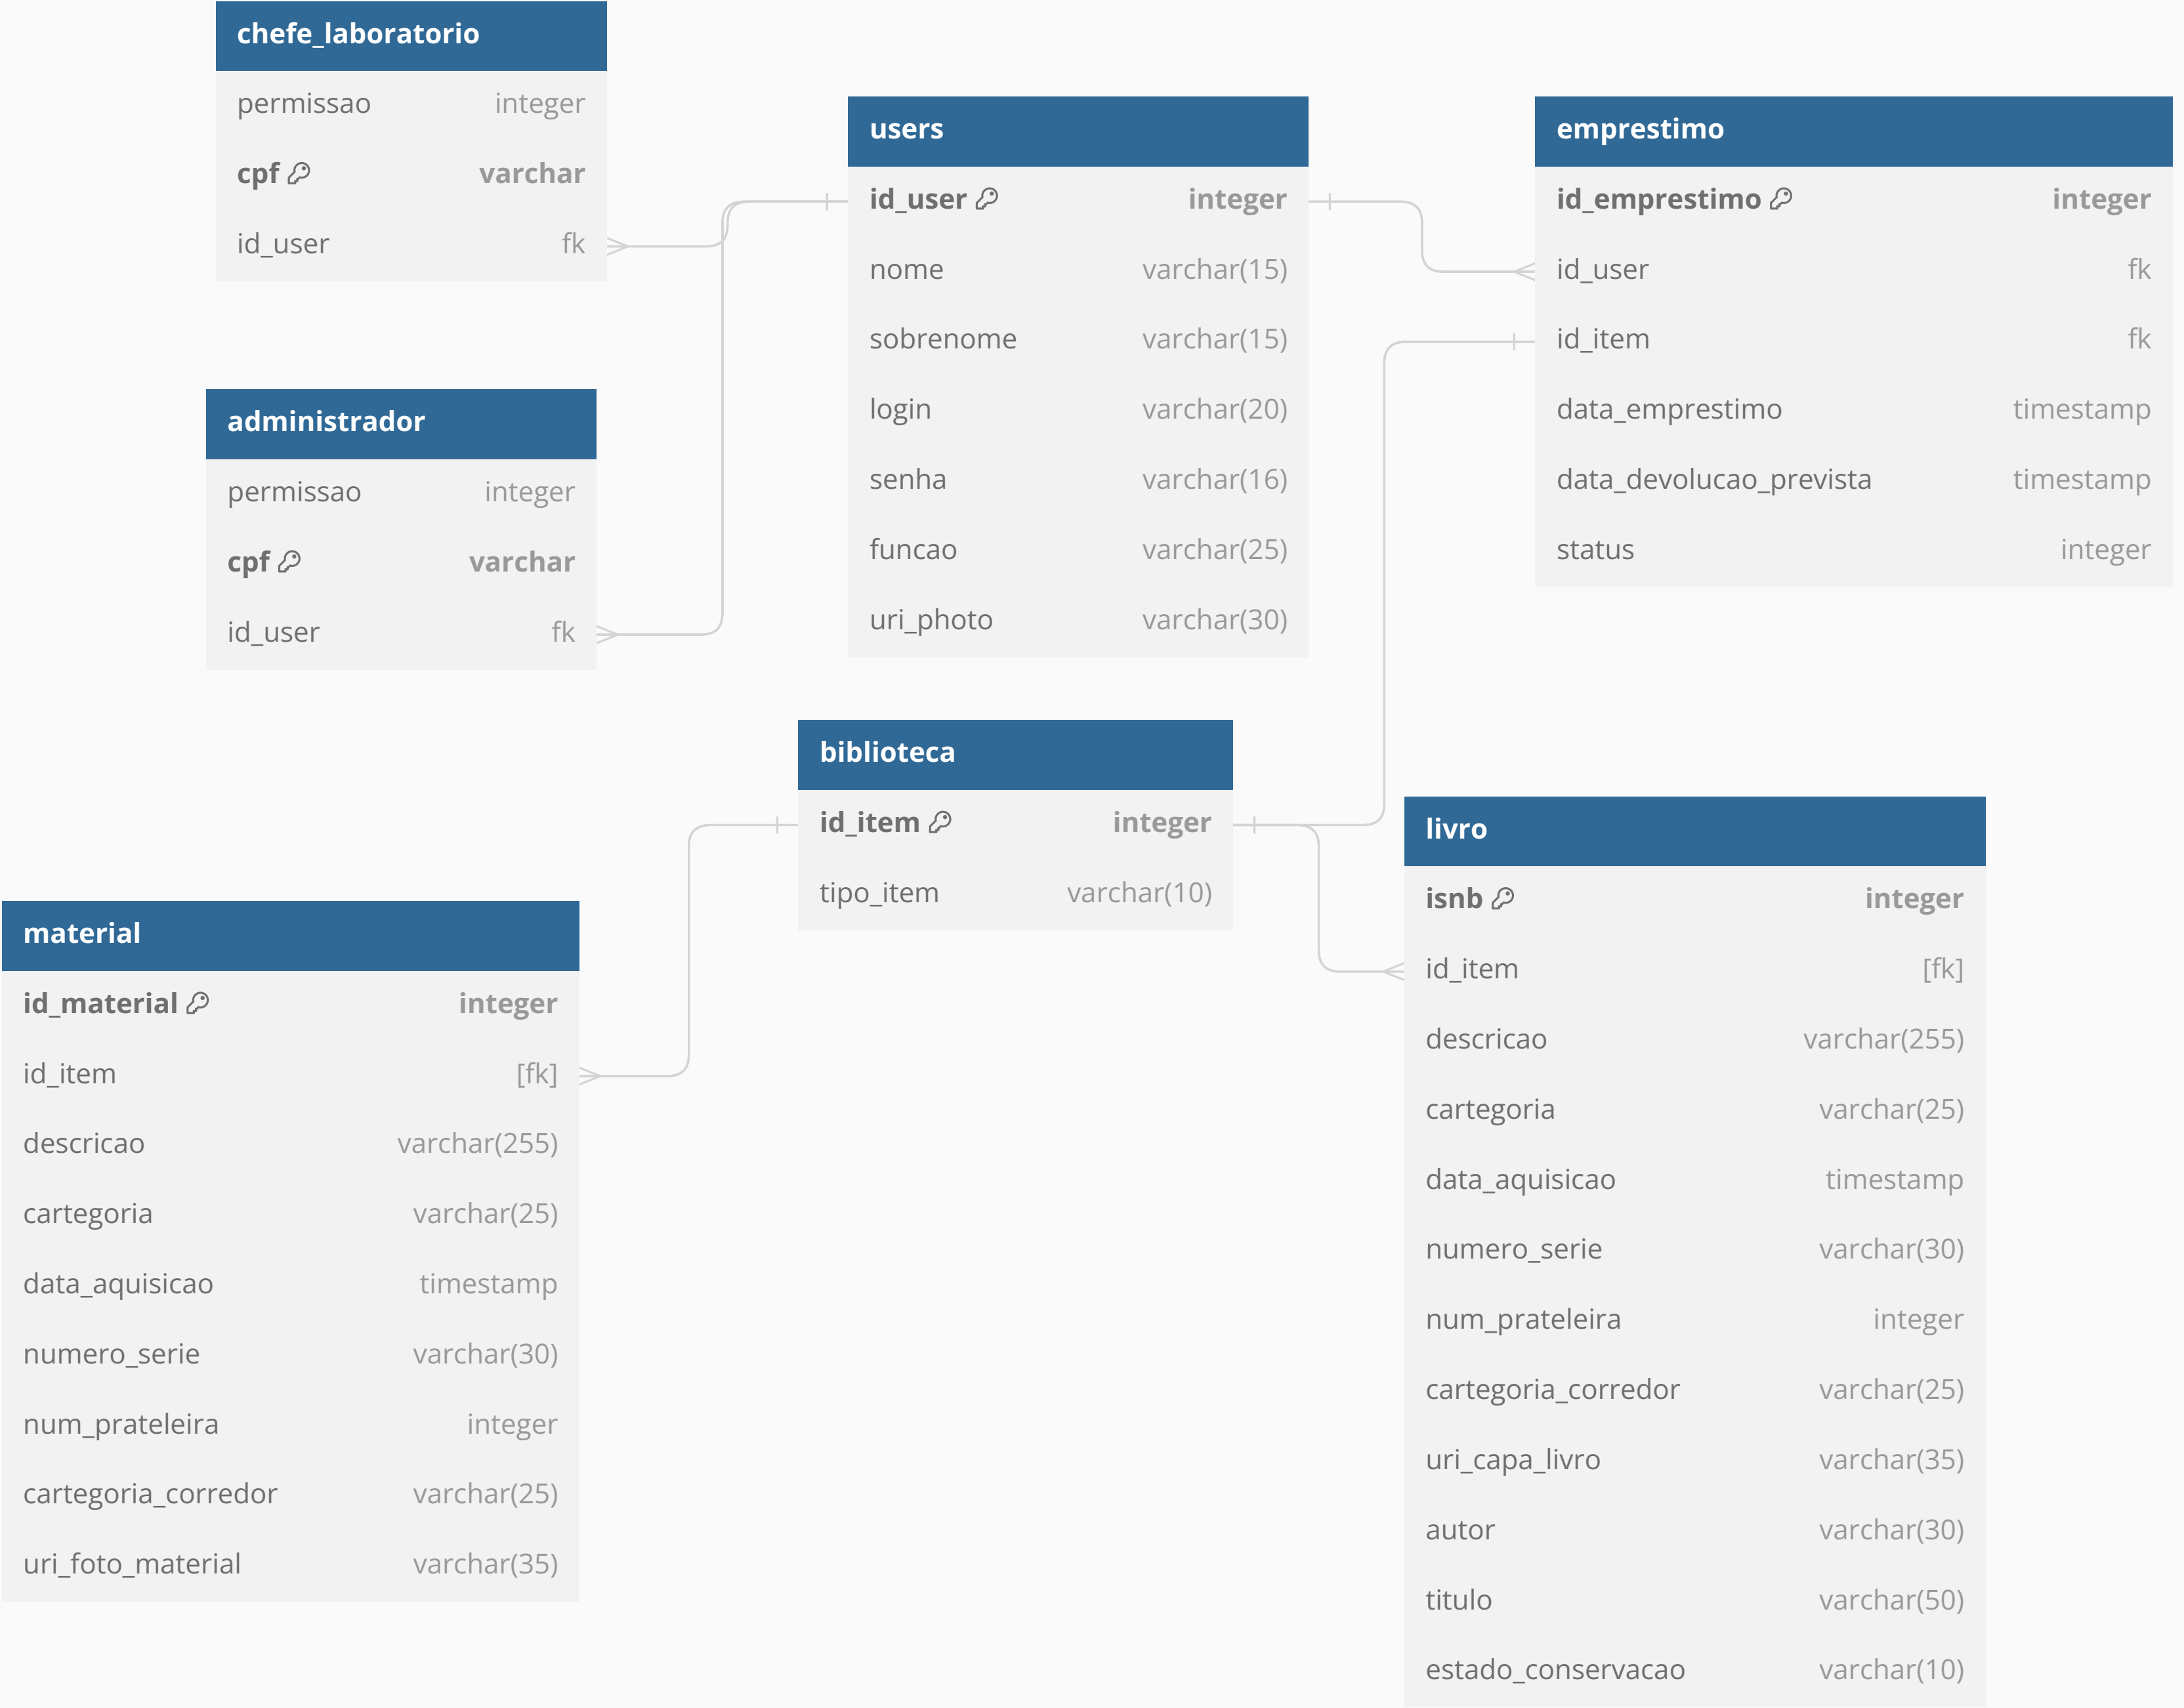 chefe_laboratorio
permissao integer
cpf varchar
id_user fk
users
id_user integer
nome varchar(15)
sobrenome varchar(15)
login varchar(20)
senha varchar(16)
funcao varchar(25)
uri_photo varchar(30)
emprestimo
id_emprestimo integer
id_user fk
id_item fk
data_emprestimo timestamp
data_devolucao_prevista timestamp
status integer
administrador
permissao integer
cpf varchar
id_user fk
biblioteca
id_item integer
tipo_item varchar(10)
livro
isnb integer
id_item [fk]
descricao varchar(255)
cartegoria varchar(25)
data_aquisicao timestamp
numero_serie varchar(30)
num_prateleira integer
cartegoria_corredor varchar(25)
uri_capa_livro varchar(35)
autor varchar(30)
titulo varchar(50)
estado_conservacao varchar(10)
material
id_material integer
id_item [fk]
descricao varchar(255)
cartegoria varchar(25)
data_aquisicao timestamp
numero_serie varchar(30)
num_prateleira integer
cartegoria_corredor varchar(25)
uri_foto_material varchar(35)